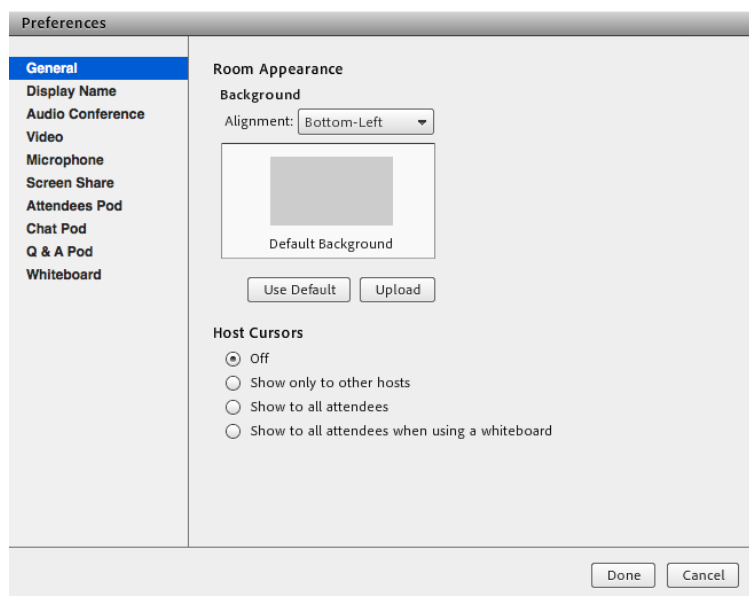 Preferences
General
Display Name
Audio Conference
Video
Microphone
Screen Share
Attendees Pod
Chat Pod
Q & A Pod
Whiteboard
Room Appearance
Background
Alignment: Bottom-Left
Default Background
Use Default Upload
Host Cursors
Off
Show only to other hosts
Show to all attendees
Show to all attendees when using a whiteboard
Done Cancel